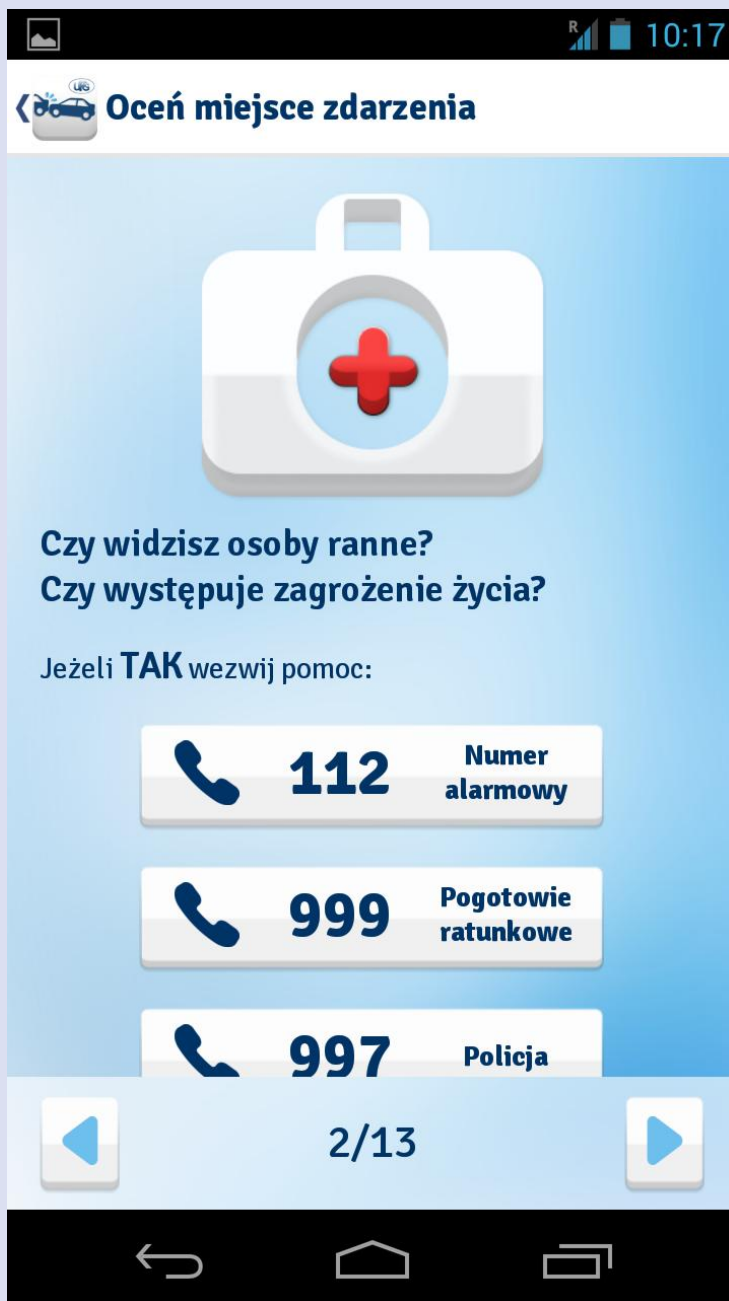 R 10:17
UFG
Oceń miejsce zdarzenia
Czy widzisz osoby ranne?
Czy występuje zagrożenie życia?
Jeżeli TAK wezwij pomoc:
112 Numer
alarmowy
999 Pogotowie
ratunkowe
997 Policja
2/13